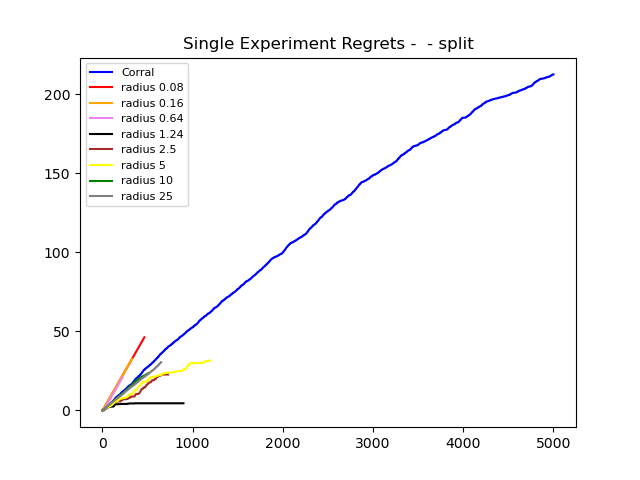 Single Experiment Regrets -  - split
Corral
radius 0.08
radius 0.16
radius 0.64
radius 1.24
radius 2.5
radius 5
radius 10
radius 25
200
150
100
50
0
0 1000 2000 3000 4000 5000